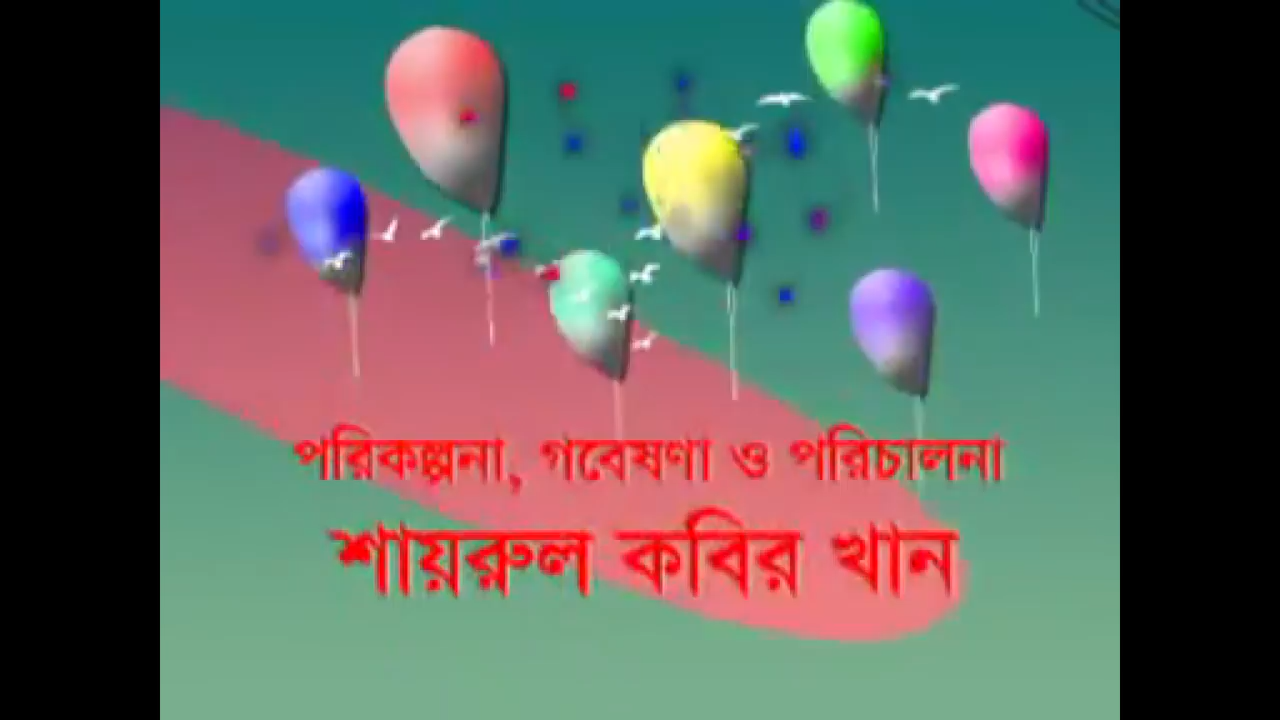 পরিকল্পনা, গবেষণা ও পরিচালনা
শায়রুল কবির খান